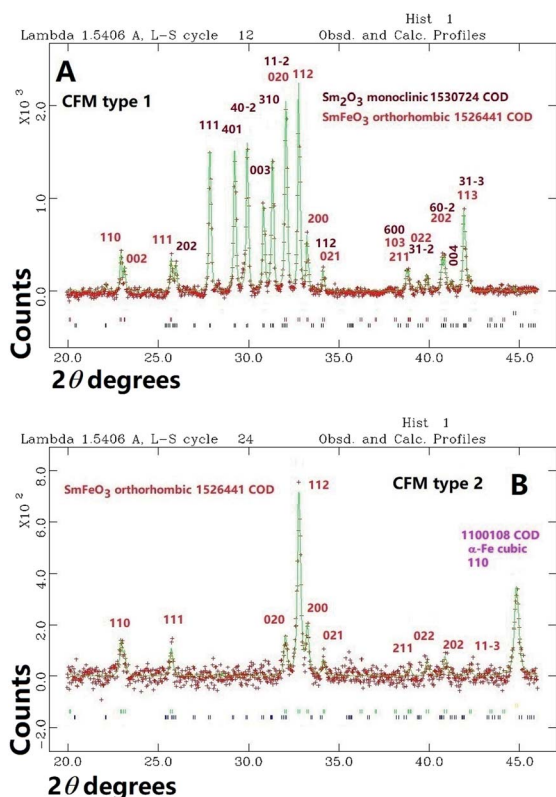 Hist 1
Lambda 1.5406 A, L-S cycle 12 Obsd. and Calc. Profiles
A
CFM type 1
Sm₂O₃ monoclinic 1530724 COD
SmFeO₃ orthorhombic 1526441 COD
X10 ³
2.0
1.0
0.0
Counts
110
002
111
202
111
401
40-2
003
310
11-2
020
112
200
112
021
600
103
211
022
31-2
60-2
202
004
31-3
113
20.0 25.0 30.0 35.0 40.0 45.0
2θ degrees
Hist 1
Lambda 1.5406 A, L-S cycle 24 Obsd. and Calc. Profiles
SmFeO₃ orthorhombic 1526441 COD
CFM type 2
B
1100108 COD
α-Fe cubic
110
X10 ²
8.0
6.0
4.0
2.0
0.0
-2.0
Counts
110
111
020
112
200
021
211
022
202
11-3
20.0 25.0 30.0 35.0 40.0 45.0
2θ degrees